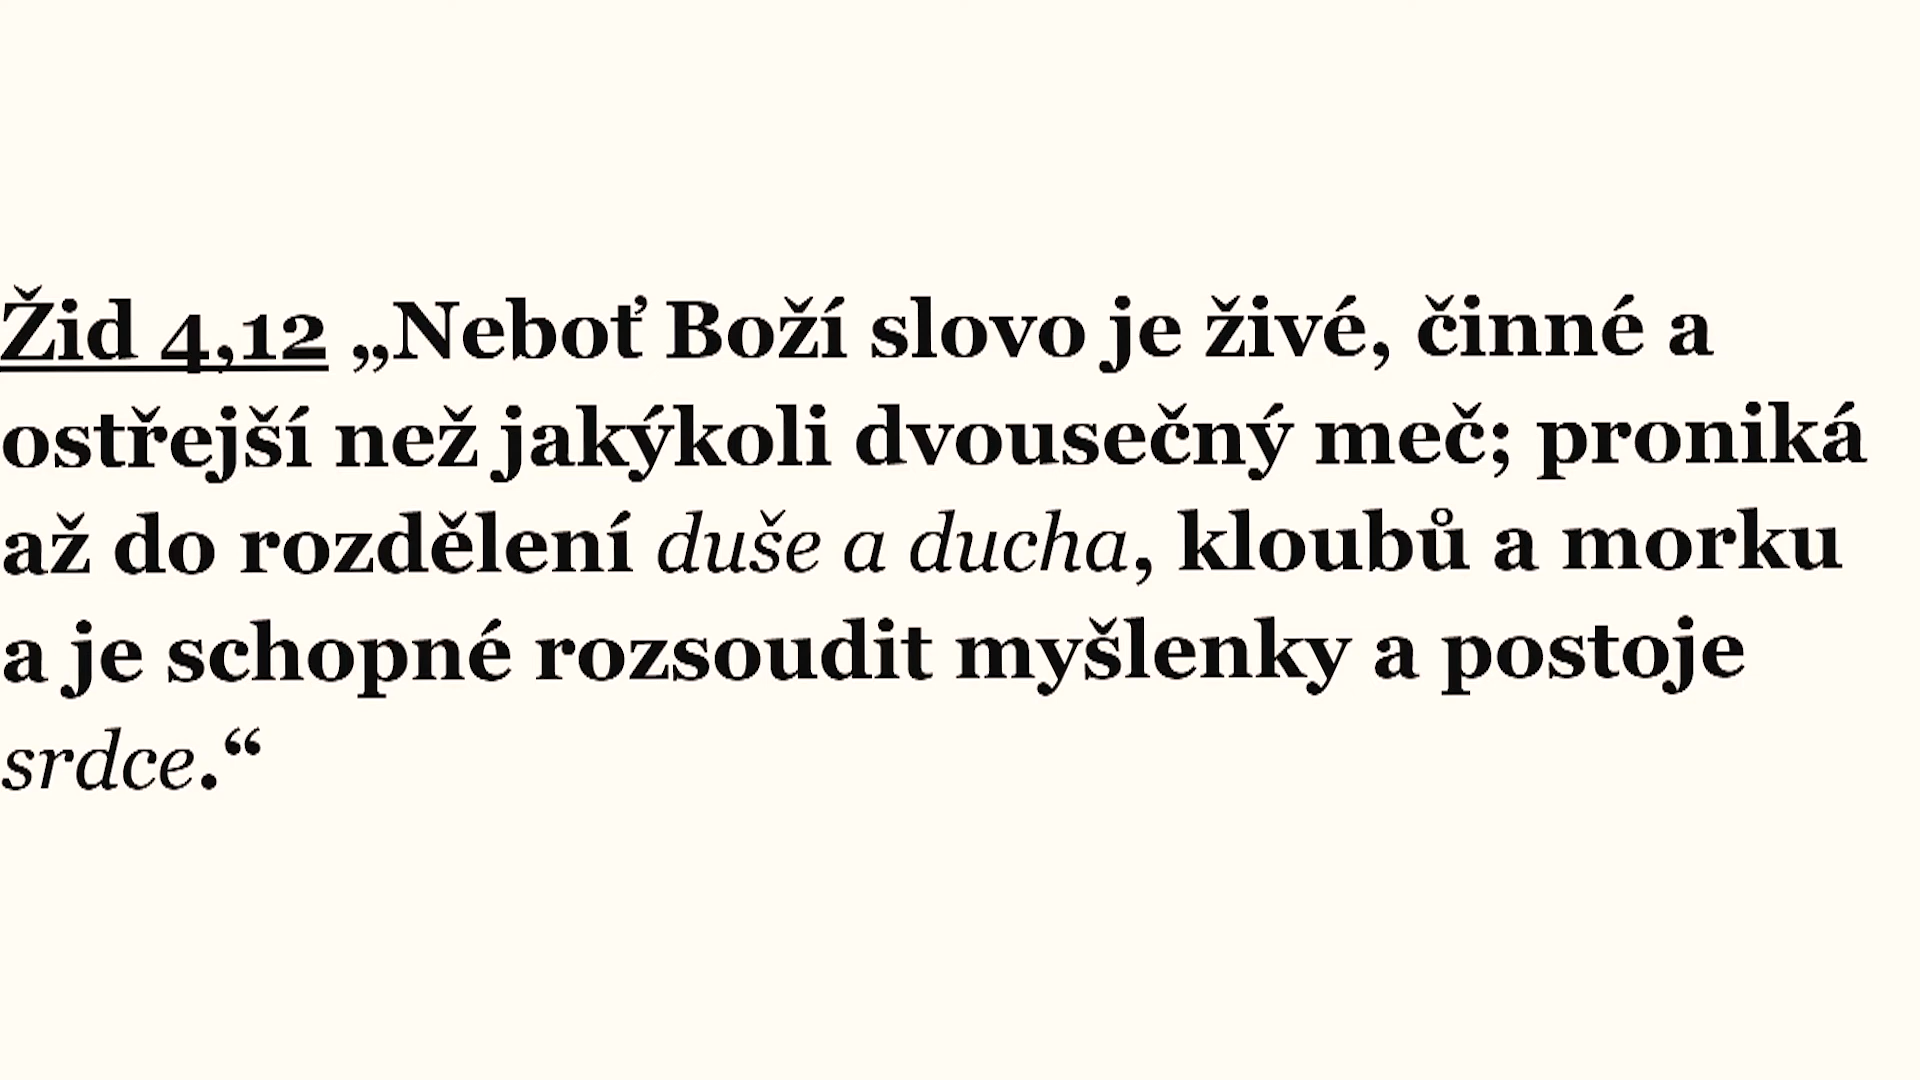 Žid 4,12 „Neboť Boží slovo je živé, činné a
ostřejší než jakýkoli dvousečný meč; proniká
až do rozdělení duše a ducha, kloubů a morku
a je schopné rozsoudit myšlenky a postoje
srdce.“